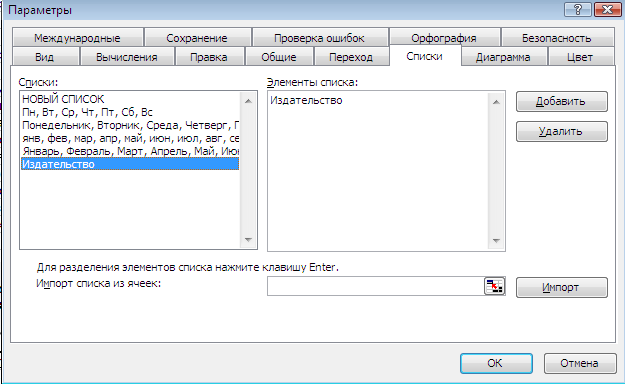 Параметры
Международные Сохранение Проверка ошибок Орфография Безопасность
Вид Вычисления Правка Общие Переход Списки Диаграмма Цвет
Списки: Элементы списка:
НОВЫЙ СПИСОК Издательство Добавить
Пн, Вт, Ср, Чт, Пт, Сб, Вс
Понедельник, Вторник, Среда, Четверг, Удалить
янв, фев, мар, апр, май, июн, июл, авг, се
Январь, Февраль, Март, Апрель, Май,
Издательство
Для разделения элементов списка нажмите клавишу Enter.
Импорт списка из ячеек: Импорт
ОК Отмена